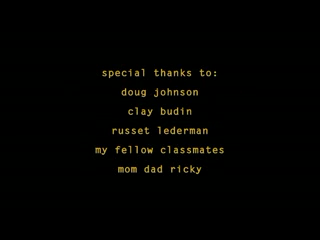 special thanks to:
doug johnson
clay budin
russet lederman
my fellow classmates
mom dad ricky